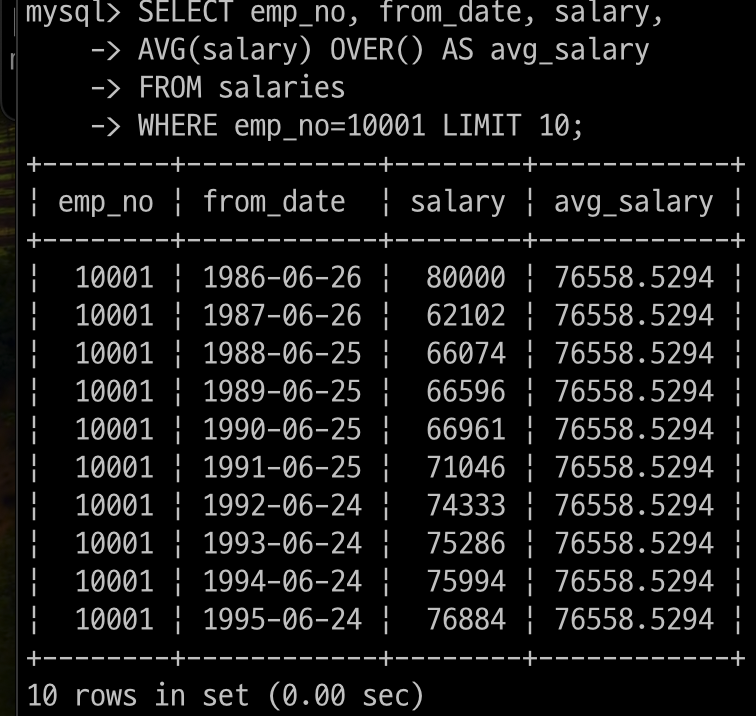 mysql> SELECT emp_no, from_date, salary,
    -> AVG(salary) OVER() AS avg_salary
    -> FROM salaries
    -> WHERE emp_no=10001 LIMIT 10;
+--------+------------+--------+------------+
| emp_no | from_date  | salary | avg_salary |
+--------+------------+--------+------------+
|  10001 | 1986-06-26 |  80000 | 76558.5294 |
|  10001 | 1987-06-26 |  62102 | 76558.5294 |
|  10001 | 1988-06-25 |  66074 | 76558.5294 |
|  10001 | 1989-06-25 |  66596 | 76558.5294 |
|  10001 | 1990-06-25 |  66961 | 76558.5294 |
|  10001 | 1991-06-25 |  71046 | 76558.5294 |
|  10001 | 1992-06-24 |  74333 | 76558.5294 |
|  10001 | 1993-06-24 |  75286 | 76558.5294 |
|  10001 | 1994-06-24 |  75994 | 76558.5294 |
|  10001 | 1995-06-24 |  76884 | 76558.5294 |
+--------+------------+--------+------------+
10 rows in set (0.00 sec)